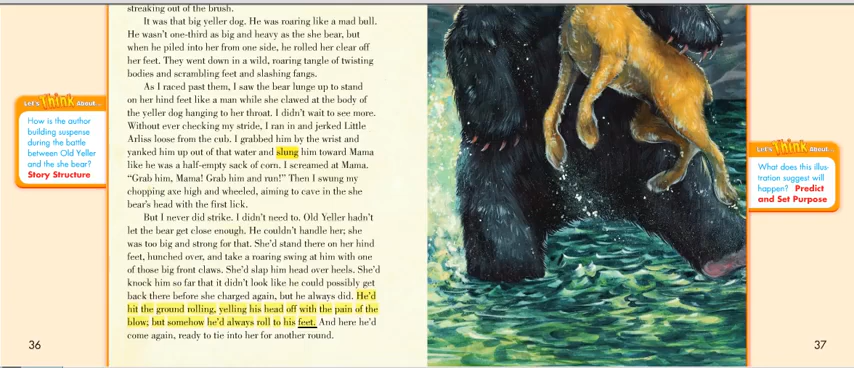 streaking out of the brush.
It was that big yeller dog. He was roaring like a mad bull.
He wasn't one-third as big and heavy as the she bear, but
when he piled into her from one side, he rolled her clear off
her feet. They went down in a wild, roaring tangle of twisting
bodies and scrambling feet and slashing fangs.
As I raced past them, I saw the bear lunge up to stand
on her hind feet like a man while she clawed at the body of
the yeller dog hanging to her throat. I didn't wait to see more.
Without ever checking my stride, I ran in and jerked Little
Arliss loose from the cub. I grabbed him by the wrist and
yanked him up out of that water and slung him toward Mama
like he was a half-empty sack of corn. I screamed at Mama.
"Grab him, Mama! Grab him and run!" Then I swung my
chopping axe high and wheeled, aiming to cave in the she
bear's head with the first lick.
But I never did strike. I didn't need to. Old Yeller hadn't
let the bear get close enough. He couldn't handle her; she
was too big and strong for that. She'd stand there on her hind
feet, hunched over, and take a roaring swing at him with one
of those big front claws. She'd slap him head over heels. She'd
knock him so far that it didn't look like he could possibly get
back there before she charged again, but he always did. He'd
hit the ground rolling, yelling his head off with the pain of the
blow; but somehow he'd always roll to his feet. And here he'd
come again, ready to tie into her for another round.
Let's Think About...
How is the author
building suspense
during the battle
between Old Yeller
and the she bear?
Story Structure
36
Let's Think About...
What does this illus-
tration suggest will
happen? Predict
and Set Purpose
37